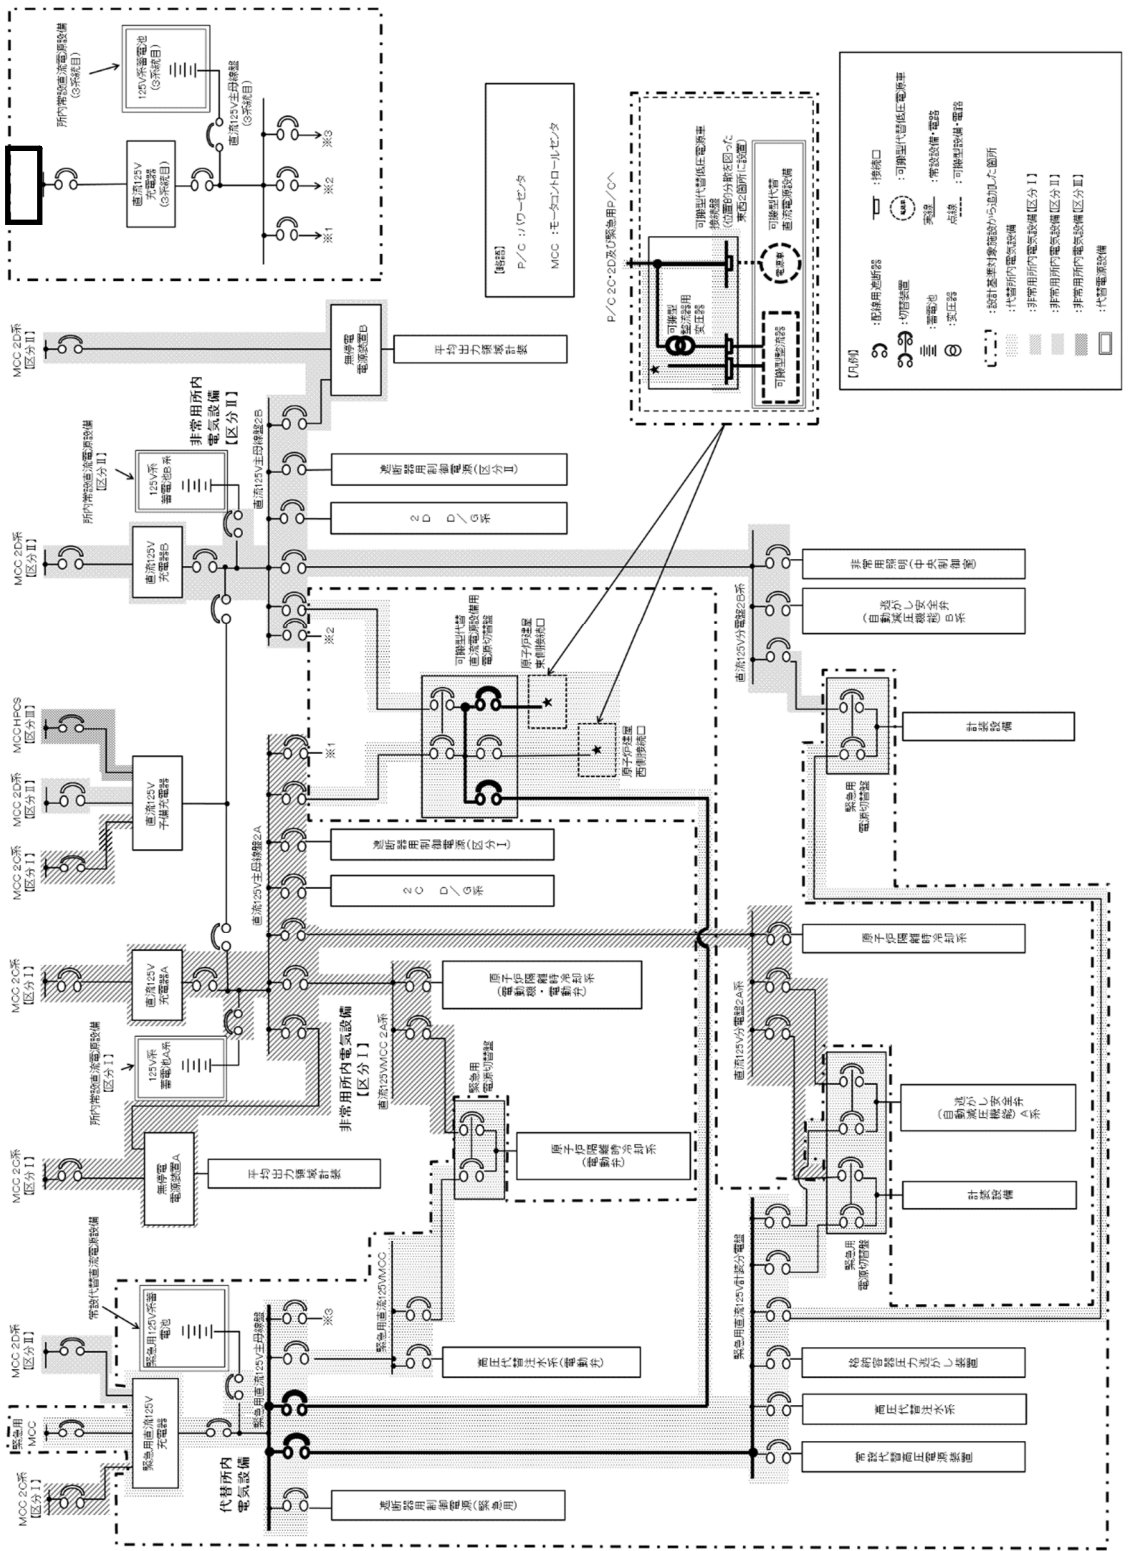 所内常設直流電源設備
(3系統目)
125V系蓄電池
(3系統目)
直流125V主母線盤
(3系統目)
直流125V
充電器
(3系統目)
※3
※2
※1
【略語】
P/C :パワーセンタ
MCC :モータコントロールセンタ
P/C 2C・2D及び緊急用P/Cへ
可搬型代替低圧電源車
接続盤
(位置的分散を図った
東西2箇所に設置)
可搬型
整流器用
変圧器
★
電源車
可搬型整流器
可搬型代替
直流電源設備
【凡例】
:配線用遮断器
:切替装置
:蓄電池
:変圧器
:接続口
電源車
:可搬型代替低圧電源車
実線
:常設設備・電路
点線
:可搬型設備・電路
:設計基準対象施設から追加した箇所
:代替所内電気設備
:非常用所内電気設備【区分Ⅰ】
:非常用所内電気設備【区分Ⅱ】
:非常用所内電気設備【区分Ⅲ】
:代替電源設備
MCC 2D系
【区分Ⅱ】
無停電
電源装置B
平均出力領域計装
非常用所内
電気設備
【区分Ⅱ】
所内常設直流電源設備
【区分Ⅱ】
125V系
蓄電池B系
直流125V主母線盤2B
MCC 2D系
【区分Ⅱ】
直流125V
充電器B
遮断器用制御電源(区分Ⅱ)
2D D/G系
※2
直流125V分電盤2B系
非常用照明(中央制御室)
逃がし安全弁
(自動減圧機能)B系
緊急用
電源切替盤
計装設備
可搬型代替
直流電源設備用
電源切替盤
原子炉建屋
東側接続口
★
原子炉建屋
西側接続口
★
MCCHPCS
【区分Ⅲ】
MCC 2D系
【区分Ⅱ】
MCC 2C系
【区分Ⅰ】
直流125V
予備充電器
※1
直流125V主母線盤2A
遮断器用制御電源(区分Ⅰ)
2C D/G系
MCC 2C系
【区分Ⅰ】
直流125V
充電器A
所内常設直流電源設備
【区分Ⅰ】
125V系
蓄電池A系
非常用所内電気設備
【区分Ⅰ】
直流125VMCC 2A系
原子炉隔離時冷却系
(電動機・電動弁)
緊急用
電源切替盤
原子炉隔離時冷却系
(電動弁)
直流125V分電盤2A系
原子炉隔離時冷却系
逃がし安全弁
(自動減圧機能)A系
計装設備
緊急用
電源切替盤
MCC 2C系
【区分Ⅰ】
無停電
電源装置A
平均出力領域計装
常設代替直流電源設備
緊急用125V系蓄
電池
MCC 2D系
【区分Ⅱ】
緊急用
MCC
MCC 2C系
【区分Ⅰ】
緊急用直流125V
充電器
代替所内
電気設備
緊急用直流125V主母線盤
※3
緊急用直流125VMCC
高圧代替注水系(電動弁)
遮断器用制御電源(緊急用)
緊急用直流125V計装分電盤
格納容器圧力逃がし装置
高圧代替注水系
常設代替高圧電源装置